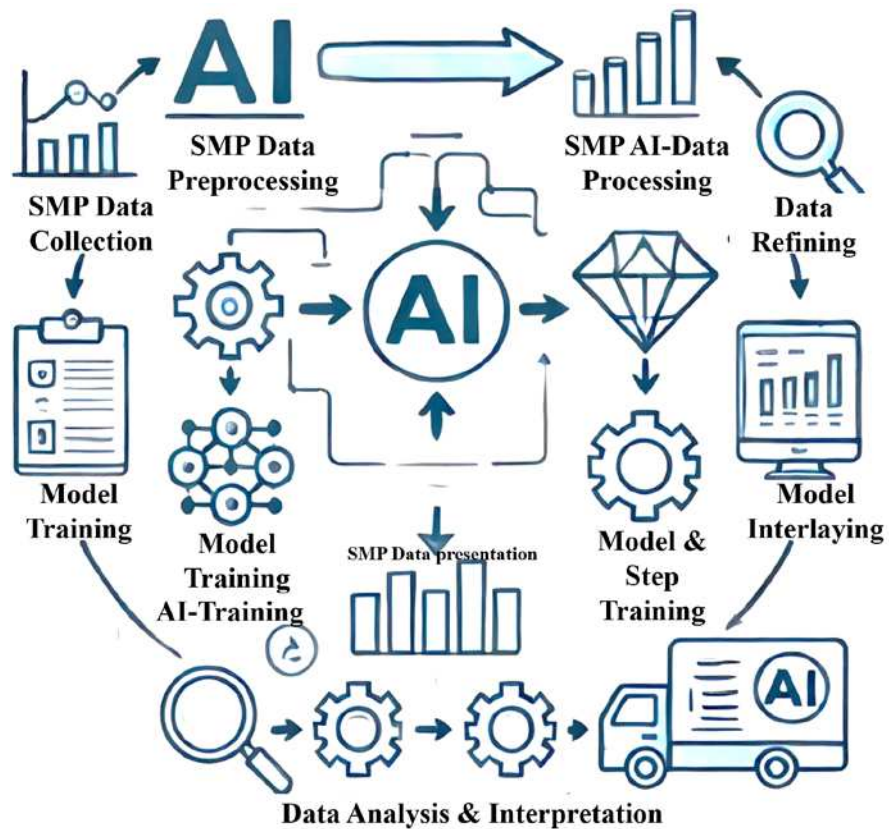 AI
SMP Data
Preprocessing
SMP AI-Data
Processing
SMP Data
Collection
Data
Refining
AI
Model
Training
Model
Training
AI-Training
SMP Data presentation
Model &
Step
Training
Model
Interlaying
AI
Data Analysis & Interpretation